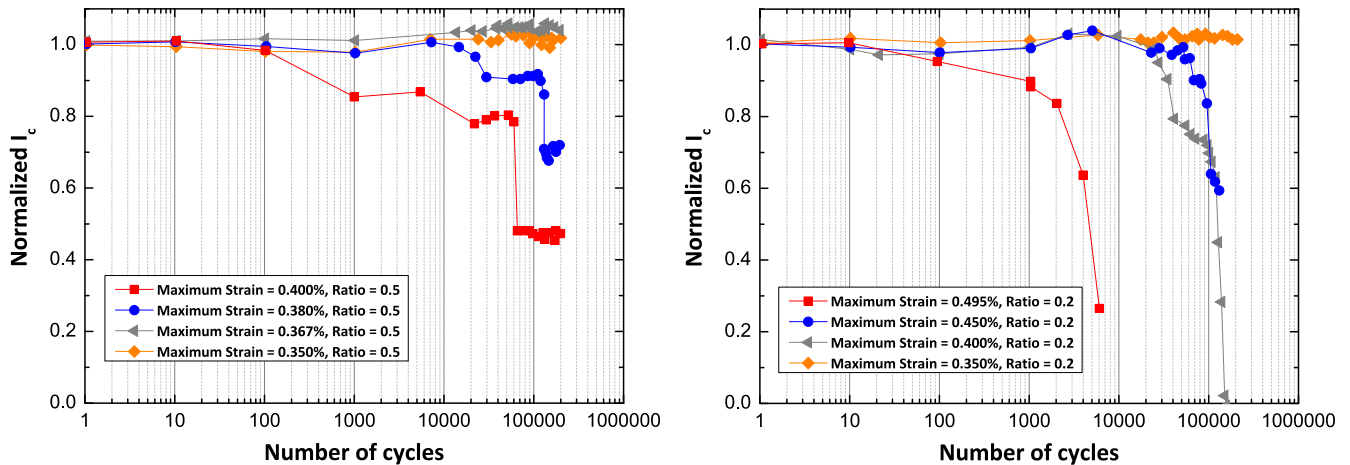 Normalized I_c
1.0
0.8
0.6
0.4
0.2
0.0
Maximum Strain = 0.400%, Ratio = 0.5
Maximum Strain = 0.380%, Ratio = 0.5
Maximum Strain = 0.367%, Ratio = 0.5
Maximum Strain = 0.350%, Ratio = 0.5
1 10 100 1000 10000 100000 1000000
Number of cycles
Normalized I_c
1.0
0.8
0.6
0.4
0.2
0.0
Maximum Strain = 0.495%, Ratio = 0.2
Maximum Strain = 0.450%, Ratio = 0.2
Maximum Strain = 0.400%, Ratio = 0.2
Maximum Strain = 0.350%, Ratio = 0.2
1 10 100 1000 10000 100000 1000000
Number of cycles